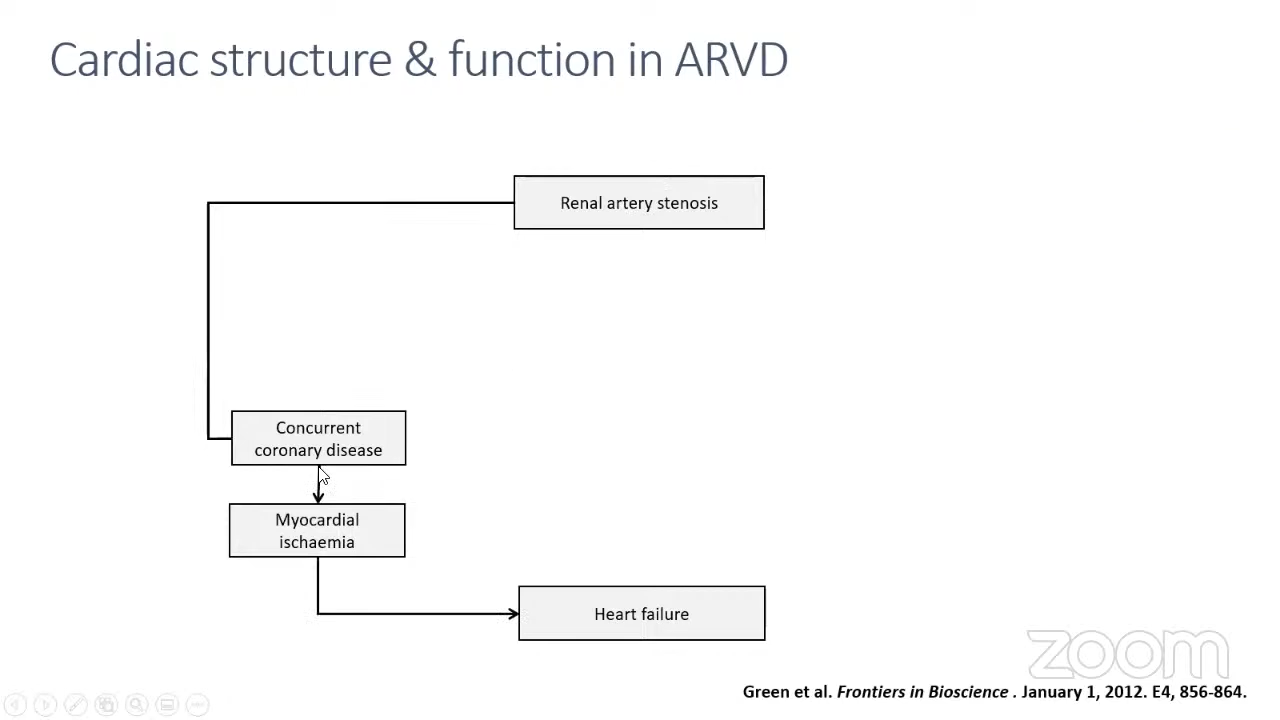 Cardiac structure & function in ARVD
Renal artery stenosis
Concurrent
coronary disease
Myocardial
ischaemia
Heart failure
zoom
Green et al. Frontiers in Bioscience . January 1, 2012. E4, 856-864.